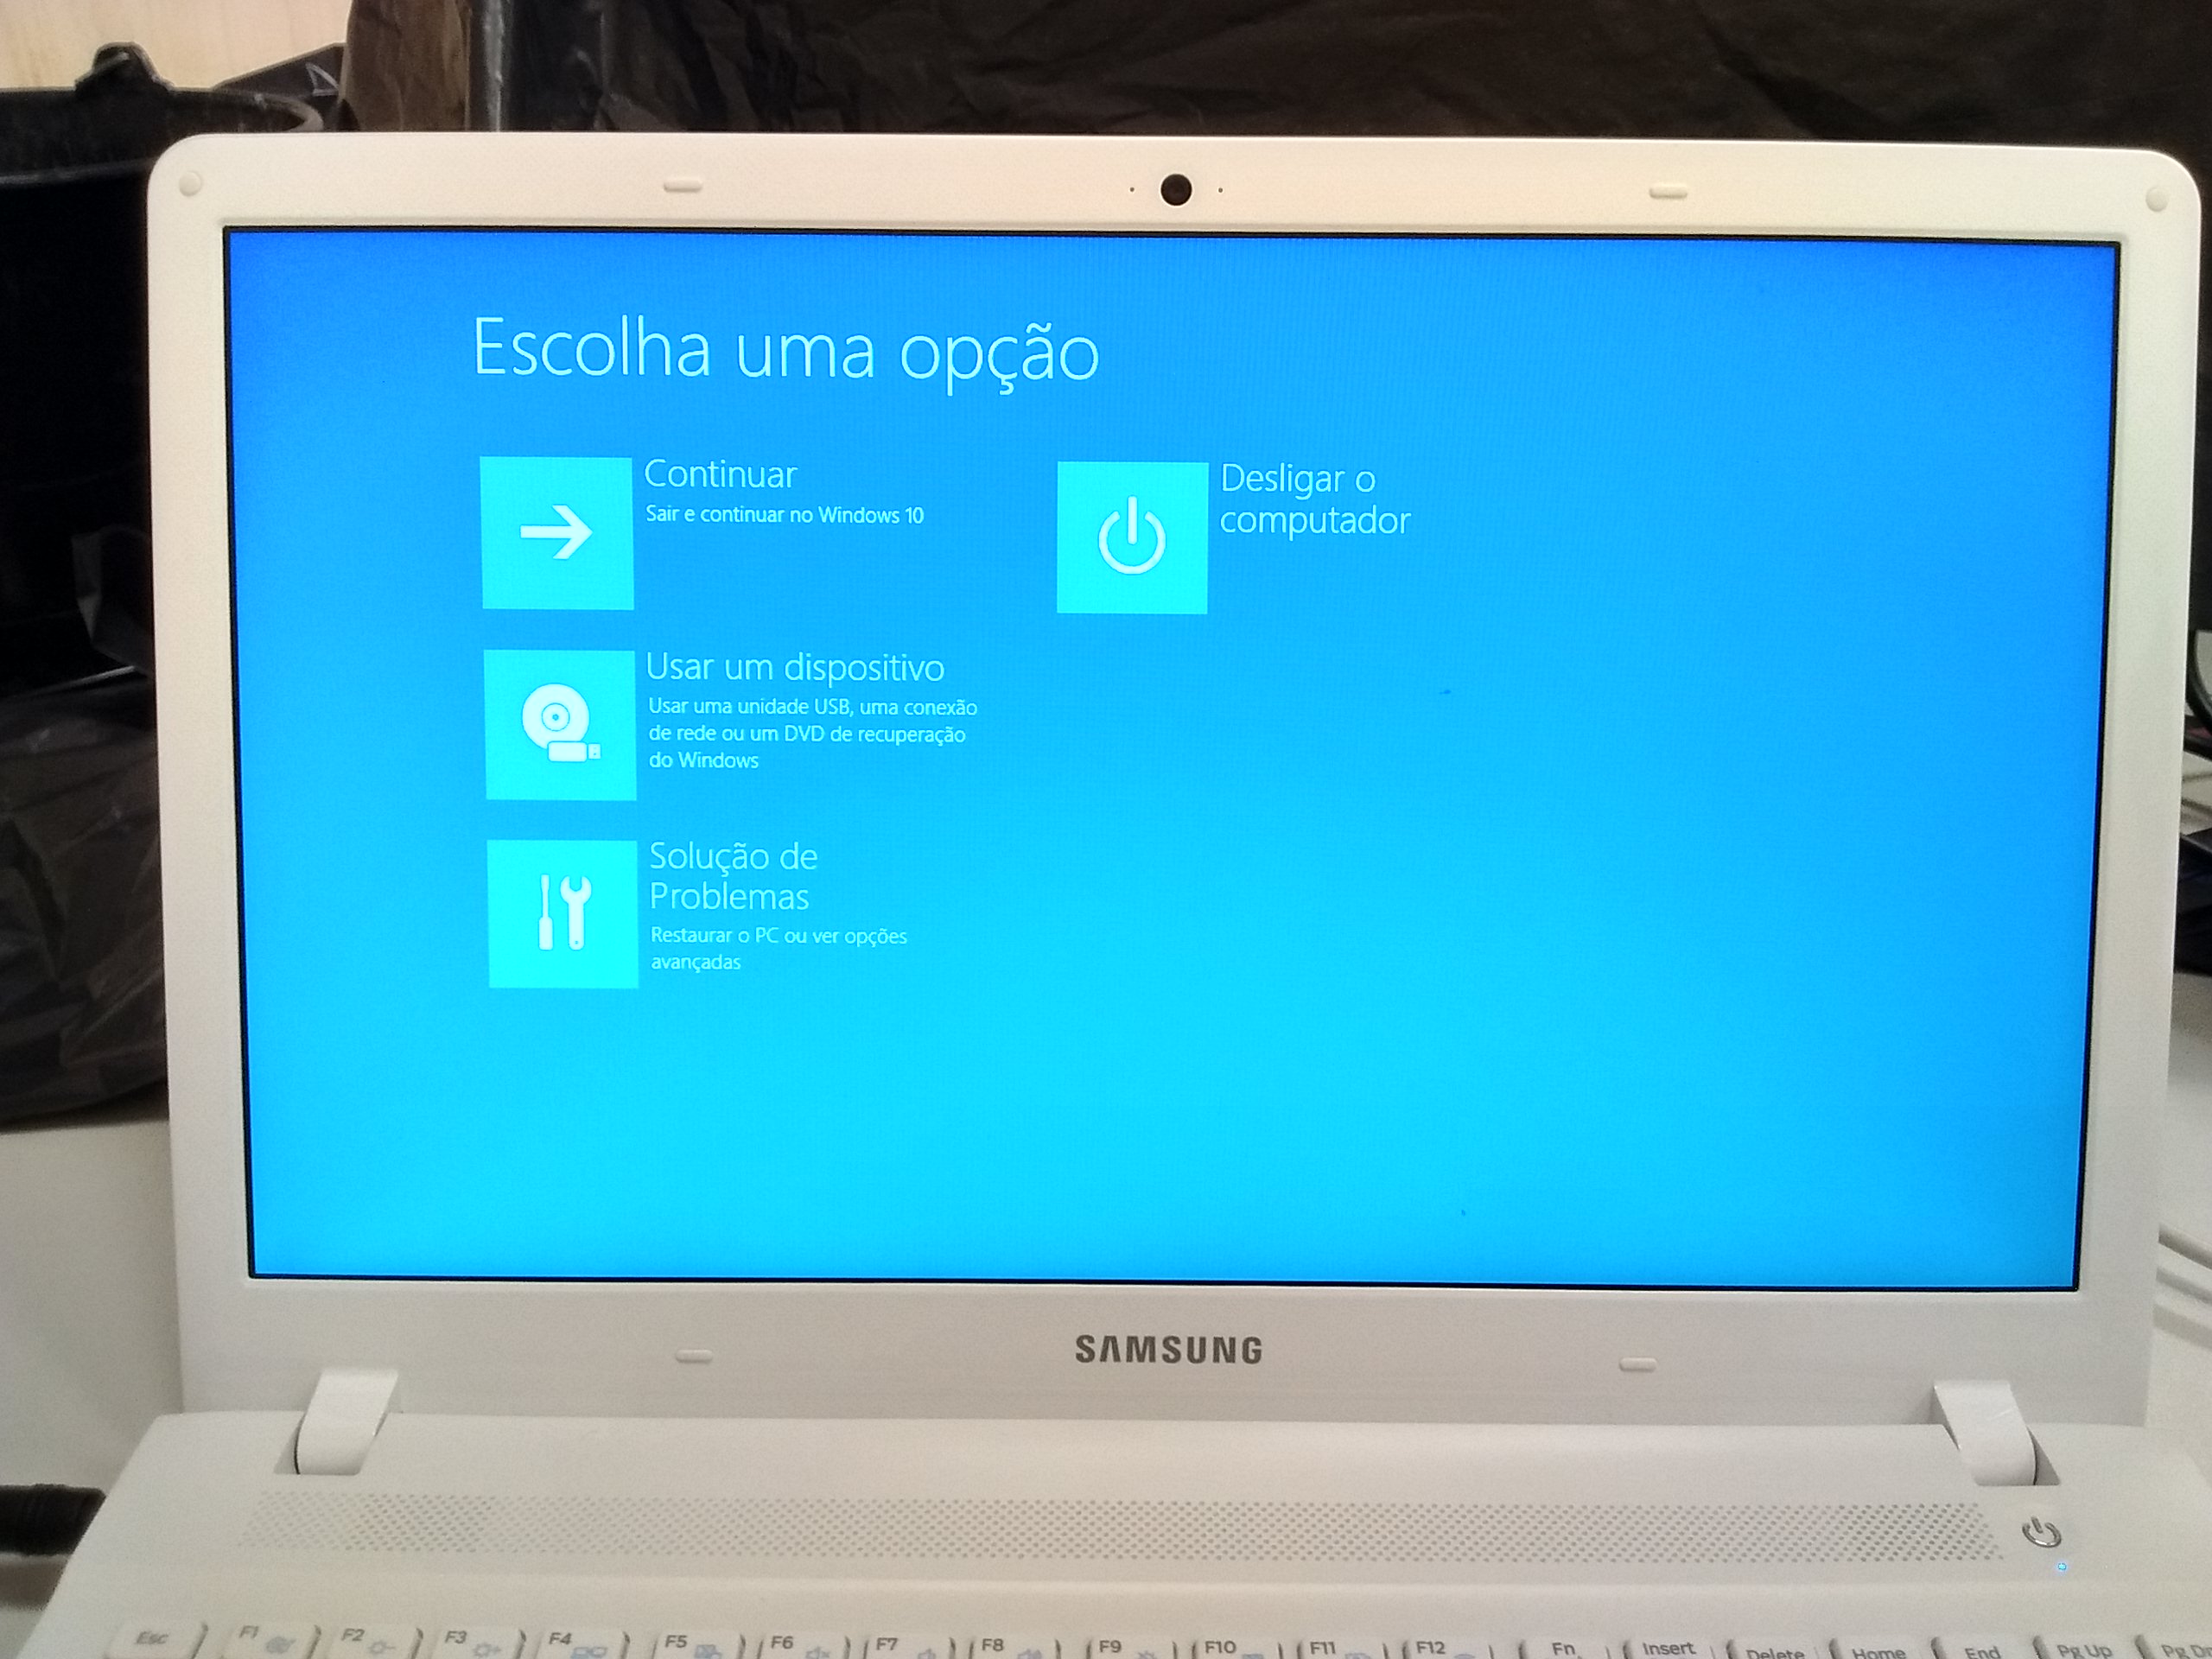 Escolha uma opção
Continuar
Sair e continuar no Windows 10
Desligar o
computador
Usar um dispositivo
Usar uma unidade USB, uma conexão
de rede ou um DVD de recuperação
do Windows
Solução de
Problemas
Restaurar o PC ou ver opções
avançadas
SAMSUNG
Esc F1 F2 F3 F4 F5 F6 F7 F8 F9 F10 F11 F12 Fn Insert Delete Home End Pg Up